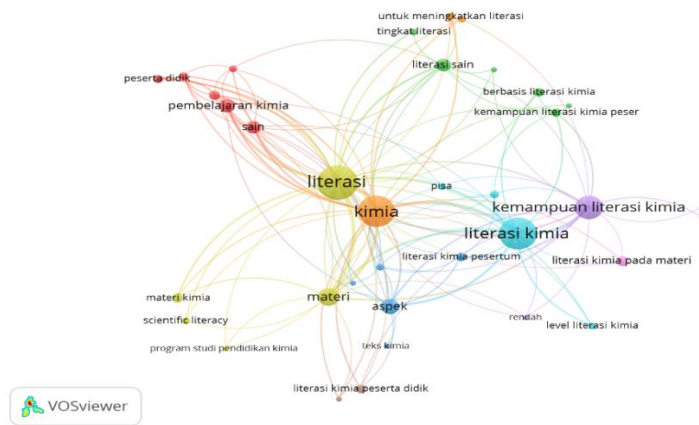 untuk meningkatkan literasi
tingkat literasi
literasi sain
peserta didik
berbasis literasi kimia
pembelajaran kimia
kemampuan literasi kimia peser
sain
literasi
pisa
kimia
kemampuan literasi kimia
literasi kimia
literasi kimia pesertum
literasi kimia pada materi
materi kimia
materi
aspek
scientific literacy
rendah
level literasi kimia
program studi pendidikan kimia
teks kimia
literasi kimia peserta didik
VOSviewer